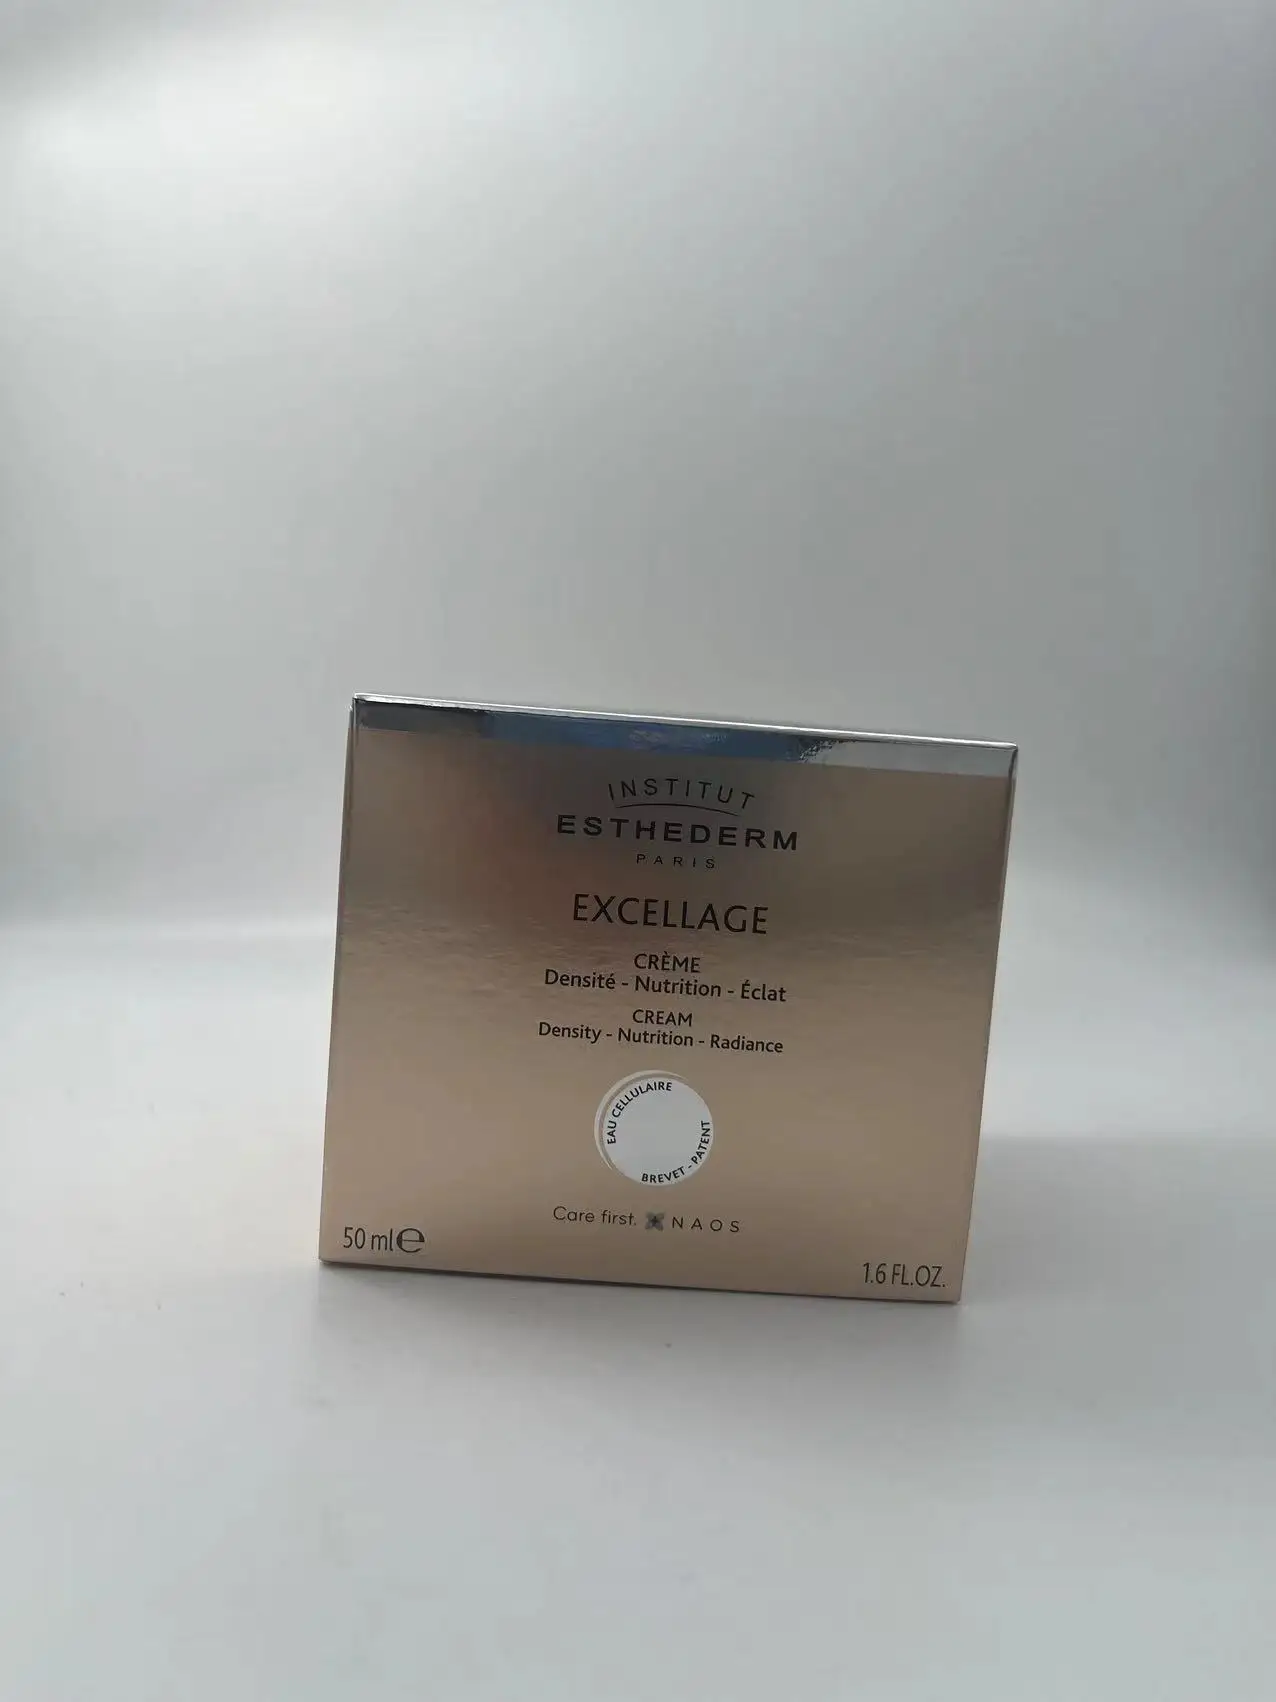 INSTITUT
ESTHEDERM
PARIS
EXCELLAGE
CRÈME
Densité - Nutrition - Éclat
CREAM
Density - Nutrition - Radiance
EAU CELLULAIRE
BREVET - PATENT
Care first. NAOS
50 ml℮
1.6 FL.OZ.